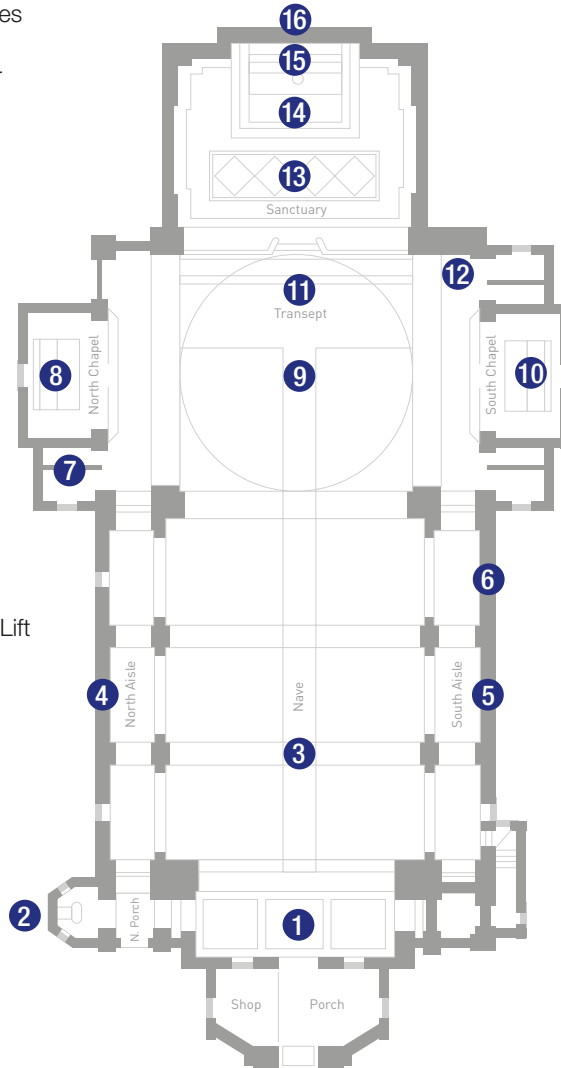 es
16
15
14
13
Sanctuary
12
11
Transept
North Chapel
South Chapel
8
9
10
7
6
Lift
4
North Aisle
Nave
South Aisle
5
3
2
N. Porch
1
Shop
Porch